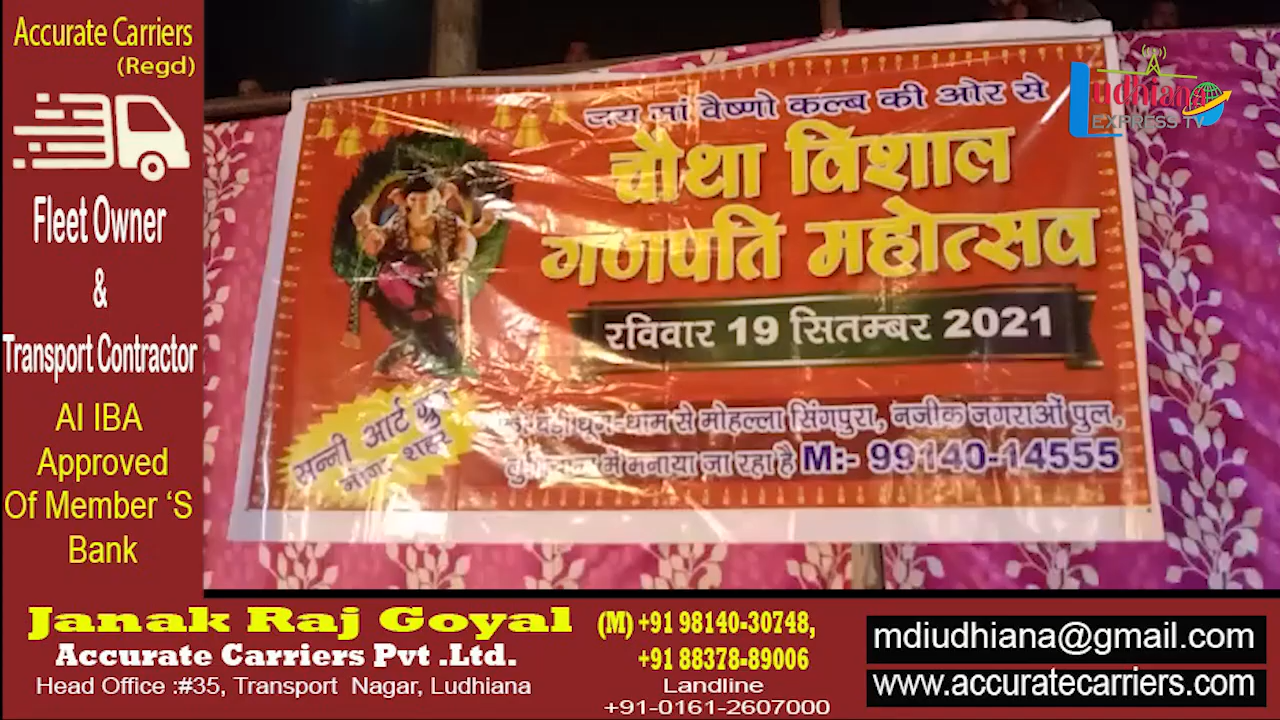 Accurate Carriers
(Regd)
Fleet Owner
&
Transport Contractor
AI IBA
Approved
Of Member ‘S
Bank
Ludhiana
EXPRESS TV
जय मां वैष्णो कल्ब की ओर से
चौथा विशाल
गणपति महोत्सव
रविवार 19 सितम्बर 2021
धूम-धाम से मोहल्ला सिंगपुरा, नजीक जगराओं पुल,
में मनाया जा रहा है M:- 99140-14555
सन्नी आर्ट
शहर
Janak Raj Goyal
Accurate Carriers Pvt .Ltd.
Head Office :#35, Transport Nagar, Ludhiana
(M) +91 98140-30748,
+91 88378-89006
Landline
+91-0161-2607000
mdiudhiana@gmail.com
www.accuratecarriers.com